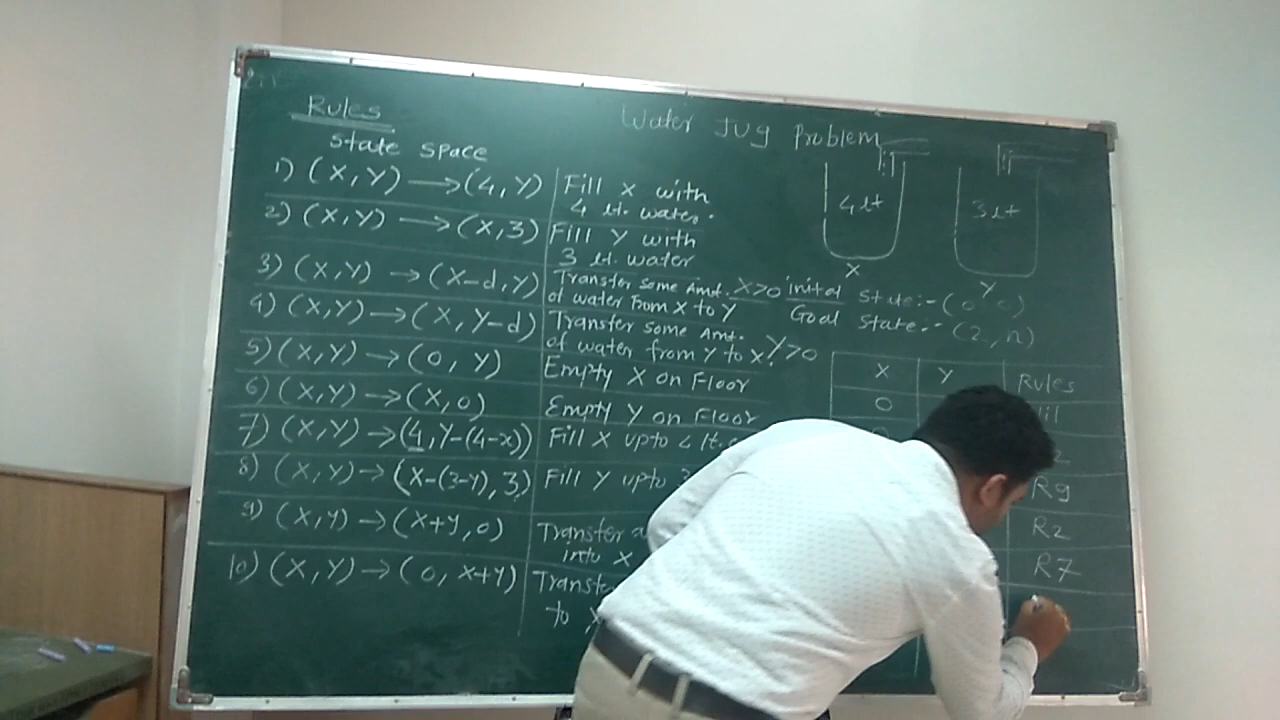 Rules
Water Jug Problem
State space
1) (X,Y) → (4,Y) Fill X with
4 lt. water.
2) (X,Y) → (X,3) Fill Y with
3 lt. water
3) (X,Y) → (X-d,Y) Transfer some Amt. X>0
of water From X to Y
4) (X,Y) → (X,Y-d) Transfer some Amt.
of water from Y to X, Y>0
5) (X,Y) → (0,Y) Empty X on Floor
6) (X,Y) → (X,0) Empty Y on Floor
7) (X,Y) → (4,Y-(4-x)) Fill X upto 4 lt.
8) (X,Y) → (X-(3-Y),3) Fill Y upto
9) (X,Y) → (X+Y,0) Transfer
into X
10) (X,Y) → (0,X+Y)
to
4 lt
3 lt
X
Y
initial state:- (0,0)
Goal state:- (2,n)
X Y Rules
0
R9
R2
R7